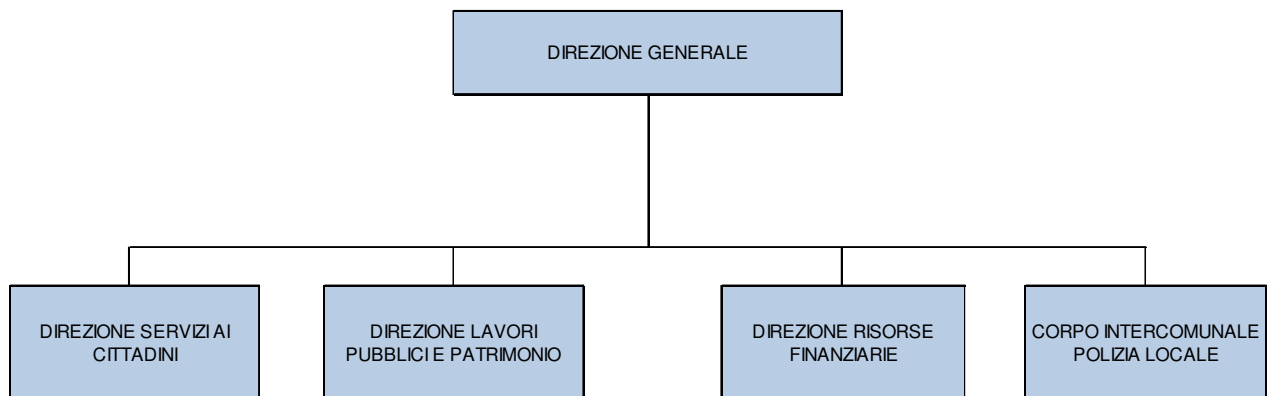 DIREZIONE GENERALE
DIREZIONE SERVIZI AI
CITTADINI
DIREZIONE LAVORI
PUBBLICI E PATRIMONIO
DIREZIONE RISORSE
FINANZIARIE
CORPO INTERCOMUNALE
POLIZIA LOCALE